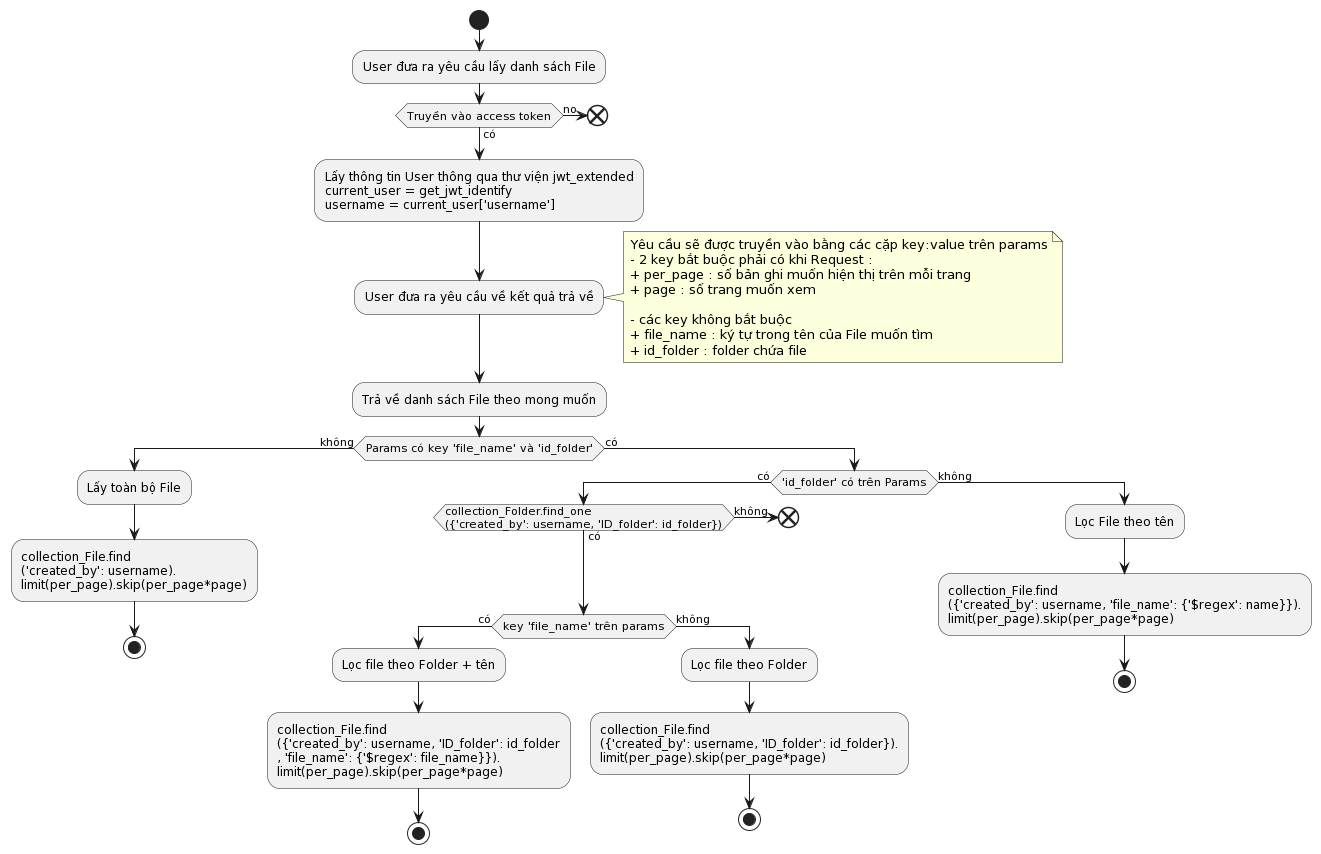 User đưa ra yêu cầu lấy danh sách File
Truyền vào access token
no
có
Lấy thông tin User thông qua thư viện jwt_extended
current_user = get_jwt_identify
username = current_user['username']
Yêu cầu sẽ được truyền vào bằng các cặp key:value trên params
- 2 key bắt buộc phải có khi Request :
+ per_page : số bản ghi muốn hiện thị trên mỗi trang
+ page : số trang muốn xem
- các key không bắt buộc
+ file_name : ký tự trong tên của File muốn tìm
+ id_folder : folder chứa file
User đưa ra yêu cầu về kết quả trả về
Trả về danh sách File theo mong muốn
không
Params có key 'file_name' và 'id_folder'
có
Lấy toàn bộ File
collection_File.find
('created_by': username).
limit(per_page).skip(per_page*page)
có
'id_folder' có trên Params
không
collection_Folder.find_one
({'created_by': username, 'ID_folder': id_folder})
không
có
có
key 'file_name' trên params
không
Lọc file theo Folder + tên
collection_File.find
({'created_by': username, 'ID_folder': id_folder
, 'file_name': {'$regex': file_name}}).
limit(per_page).skip(per_page*page)
Lọc file theo Folder
collection_File.find
({'created_by': username, 'ID_folder': id_folder}).
limit(per_page).skip(per_page*page)
Lọc File theo tên
collection_File.find
({'created_by': username, 'file_name': {'$regex': name}}).
limit(per_page).skip(per_page*page)